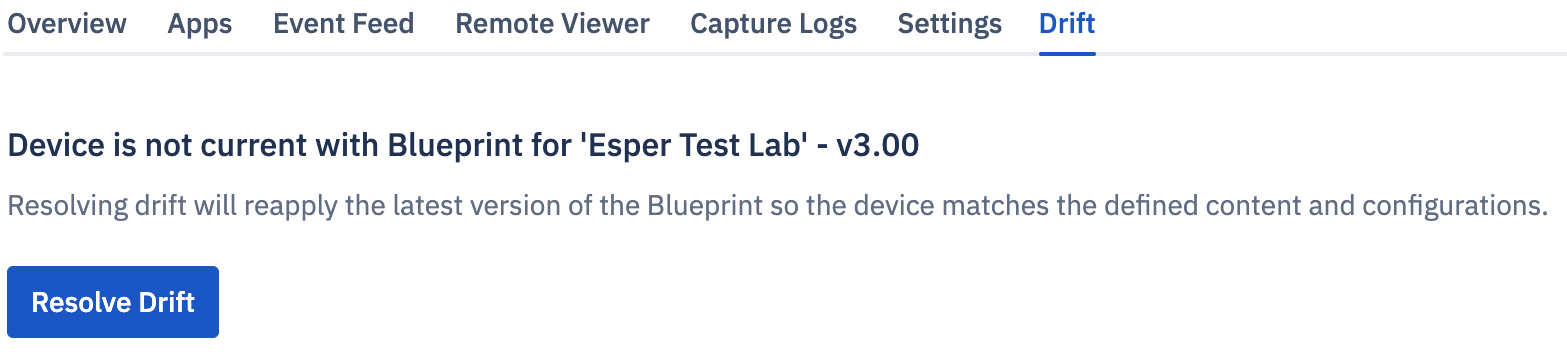 Overview Apps Event Feed Remote Viewer Capture Logs Settings Drift
Device is not current with Blueprint for 'Esper Test Lab' - v3.00
Resolving drift will reapply the latest version of the Blueprint so the device matches the defined content and configurations.
Resolve Drift